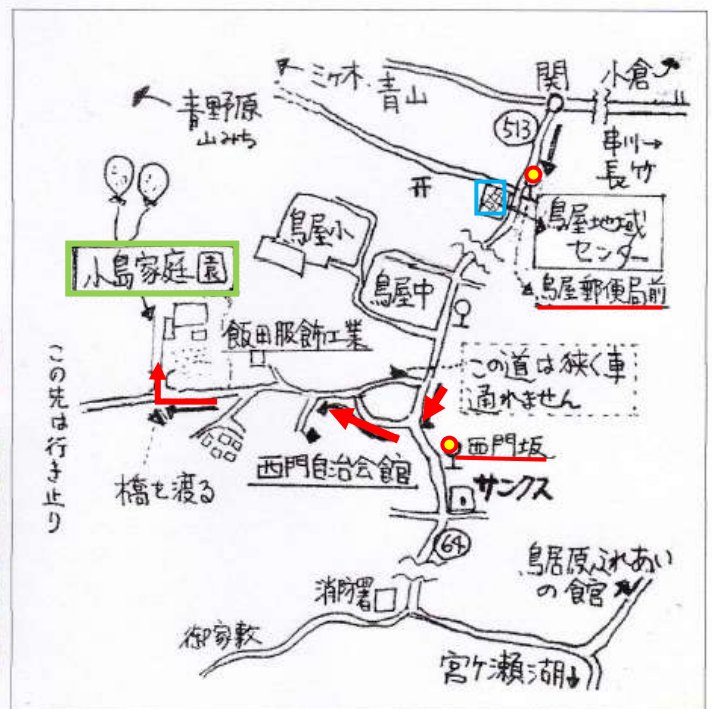 三ヶ木、青山
関
小倉
青野原
山みち
513
串川→
長竹
鳥屋地域
センター
鳥屋小
小島家庭園
鳥屋中
鳥屋郵便局前
飯田服飾工業
この道は狭く車
通れません
この先は行き止り
西門坂
橋を渡る
西門自治会館
サンクス
64
鳥居原ふれあい
の館
消防署
御家敷
宮ヶ瀬湖